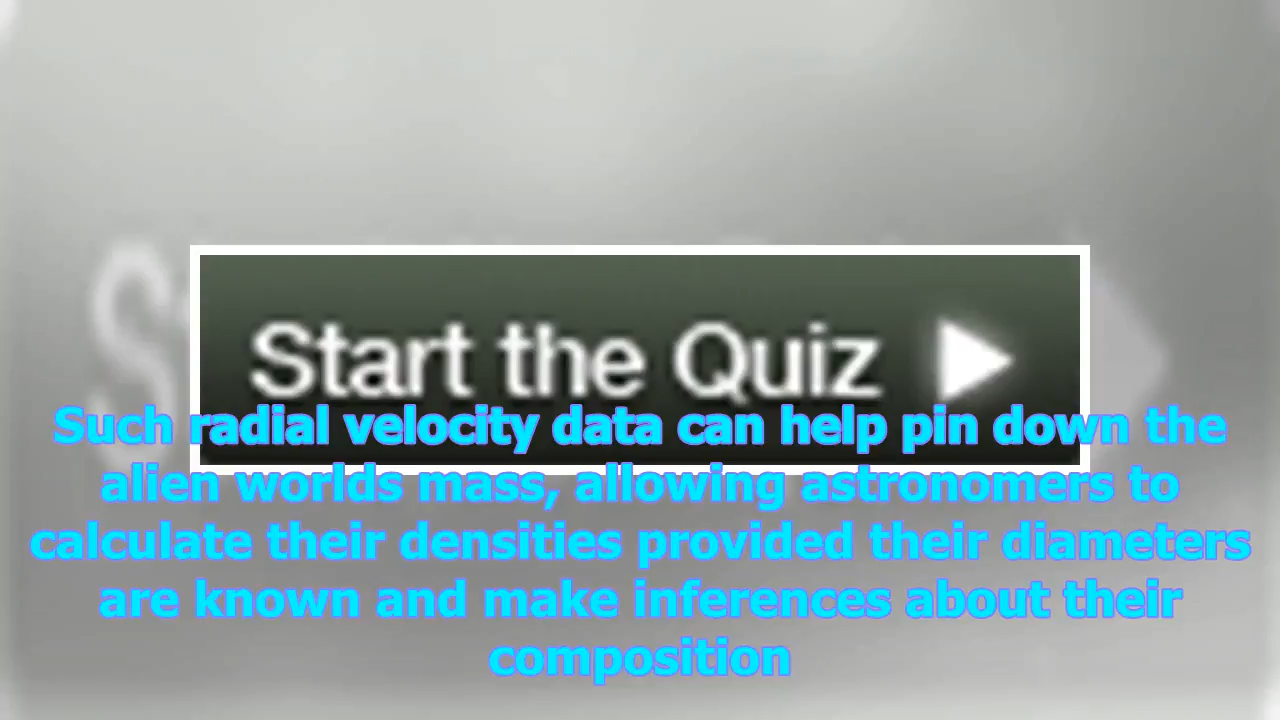 Start the Quiz
Such radial velocity data can help pin down the
alien worlds mass, allowing astronomers to
calculate their densities provided their diameters
are known and make inferences about their
composition